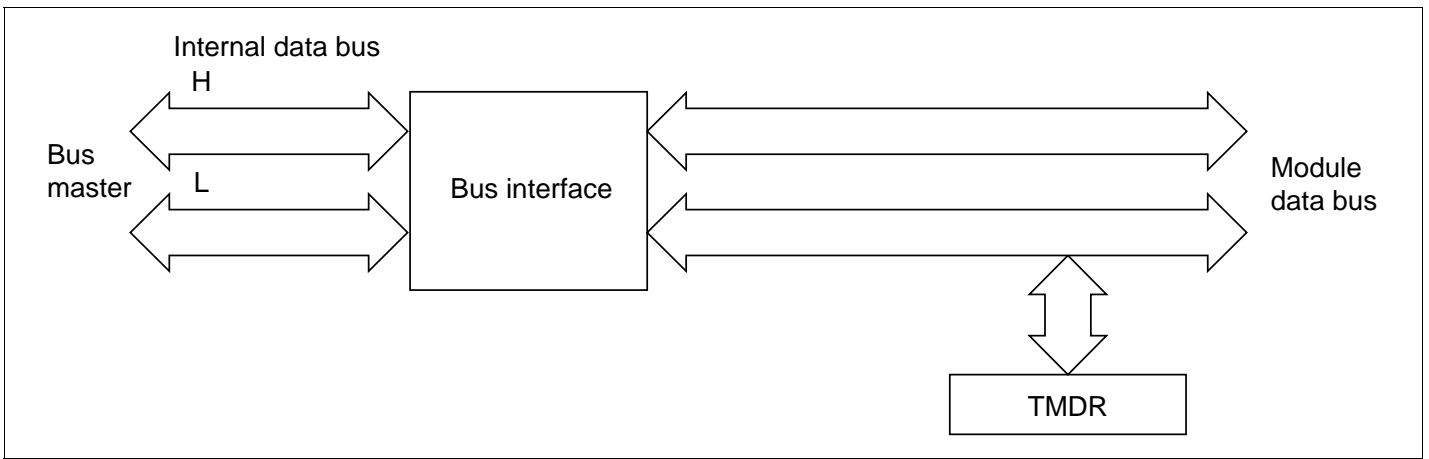 Internal data bus
H
Bus
master
L
Bus interface
Module
data bus
TMDR